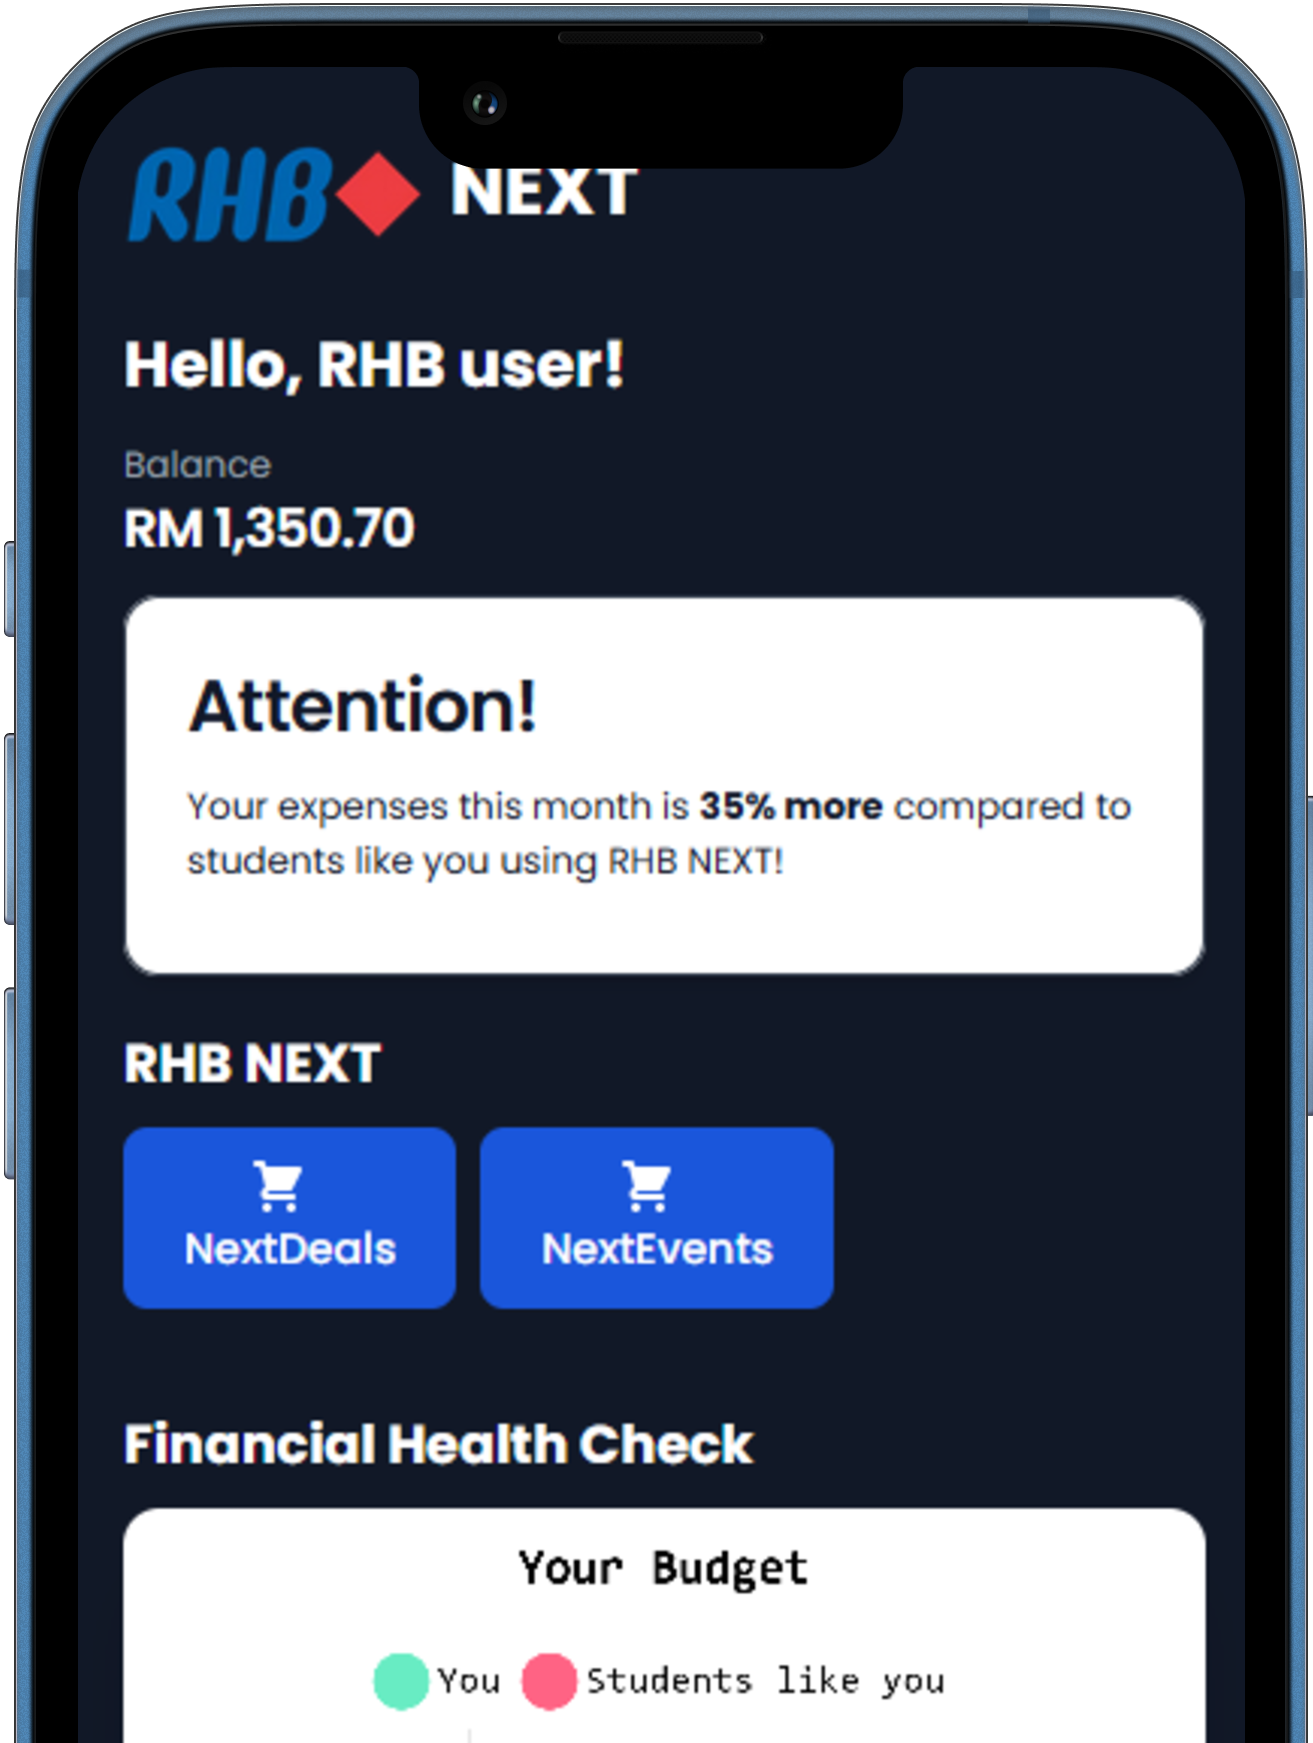 RHB NEXT
Hello, RHB user!
Balance
RM 1,350.70
Attention!
Your expenses this month is 35% more compared to
students like you using RHB NEXT!
RHB NEXT
NextDeals NextEvents
Financial Health Check
Your Budget
You Students like you